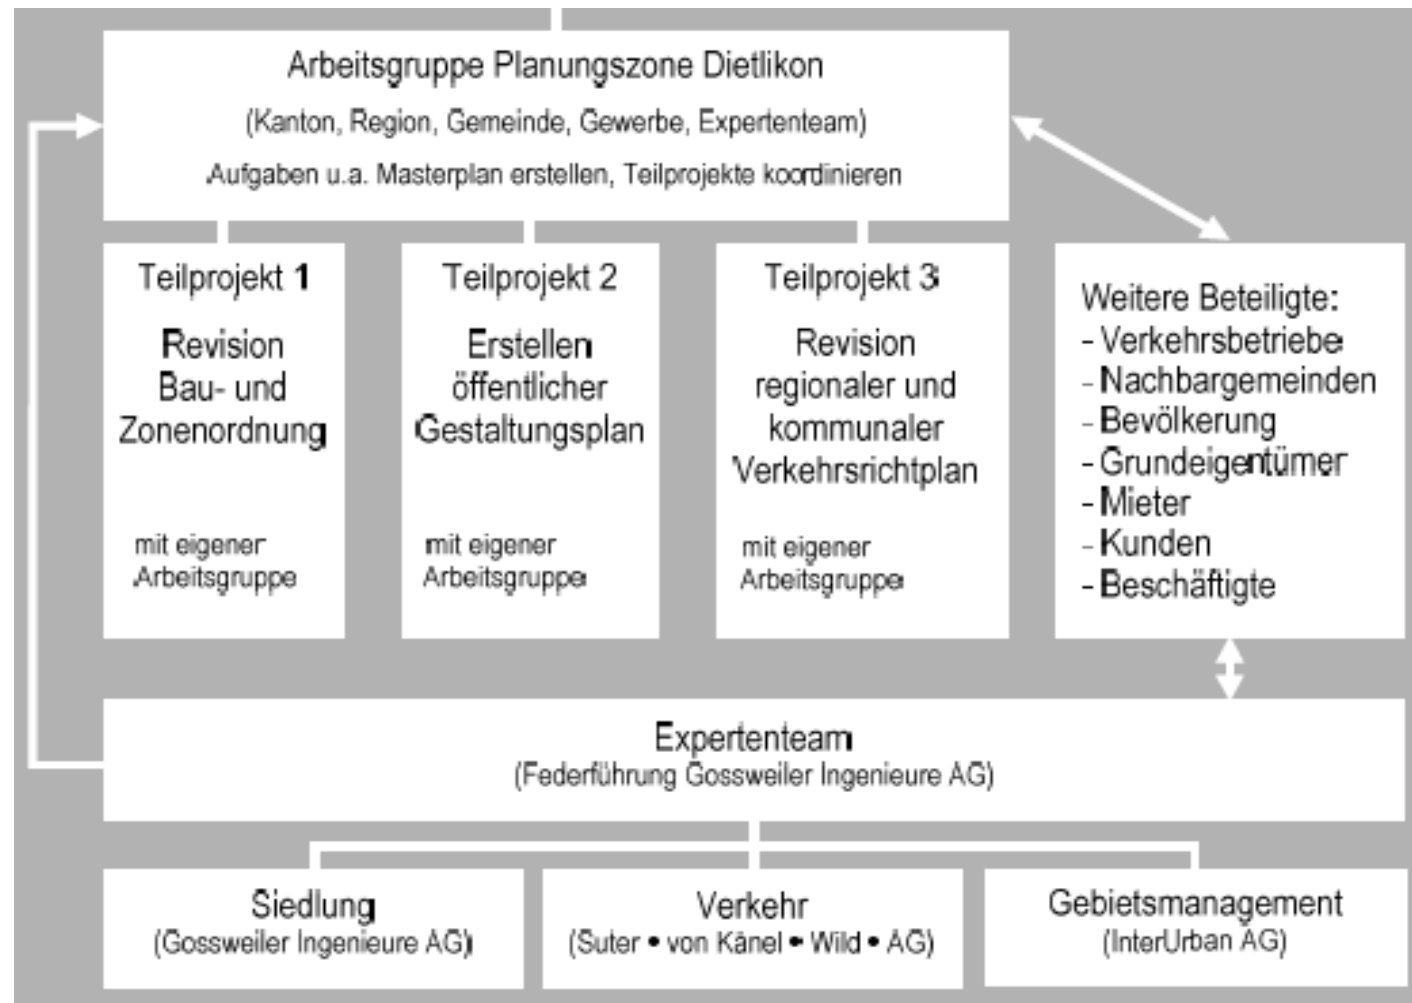 Arbeitsgruppe Planungszone Dietlikon
(Kanton, Region, Gemeinde, Gewerbe, Expertenteam)
Aufgaben u.a. Masterplan erstellen, Teilprojekte koordinieren
Teilprojekt 1
Revision
Bau- und
Zonenordnung
mit eigener
Arbeitsgruppe
Teilprojekt 2
Erstellen
öffentlicher
Gestaltungsplan
mit eigener
Arbeitsgruppe
Teilprojekt 3
Revision
regionaler und
kommunaler
Verkehrsrichtplan
mit eigener
Arbeitsgruppe
Weitere Beteiligte:
- Verkehrsbetriebe
- Nachbargemeinden
- Bevölkerung
- Grundeigentümer
- Mieter
- Kunden
- Beschäftigte
Expertenteam
(Federführung Gossweiler Ingenieure AG)
Siedlung
(Gossweiler Ingenieure AG)
Verkehr
(Suter • von Känel • Wild • AG)
Gebietsmanagement
(InterUrban AG)